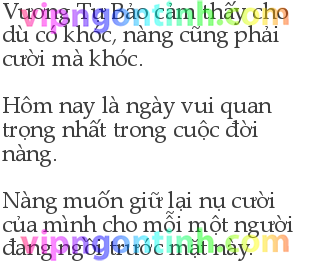 Vương Tư Bảo cảm thấy cho
dù có khóc, nàng cũng phải
cười mà khóc.
Hôm nay là ngày vui quan
trọng nhất trong cuộc đời
nàng.
Nàng muốn giữ lại nụ cười
của mình cho mỗi một người
đang ngồi trước mặt này.
vipngontinh.com
vipngontinh.com